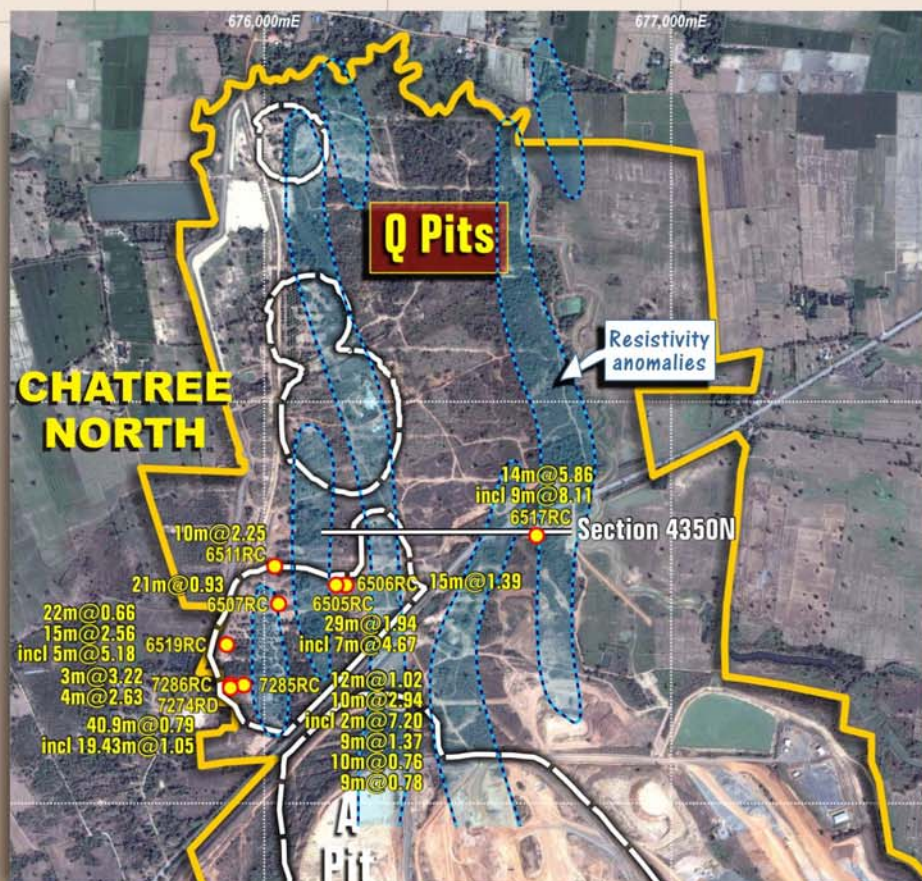 676,000mE
677,000mE
Q Pits
Resistivity
anomalies
CHATREE
NORTH
14m@5.86
incl 9m@8.11
6517RC
Section 4350N
10m@2.25
6511RC
21m@0.93
6507RC
6506RC
15m@1.39
6505RC
29m@1.94
incl 7m@4.67
22m@0.66
15m@2.56
incl 5m@5.18
6519RC
3m@3.22
4m@2.63
7286RC
7274RD
40.9m@0.79
incl 19.43m@1.05
7285RC
12m@1.02
10m@2.94
incl 2m@7.20
9m@1.37
10m@0.76
9m@0.78
A
Pit